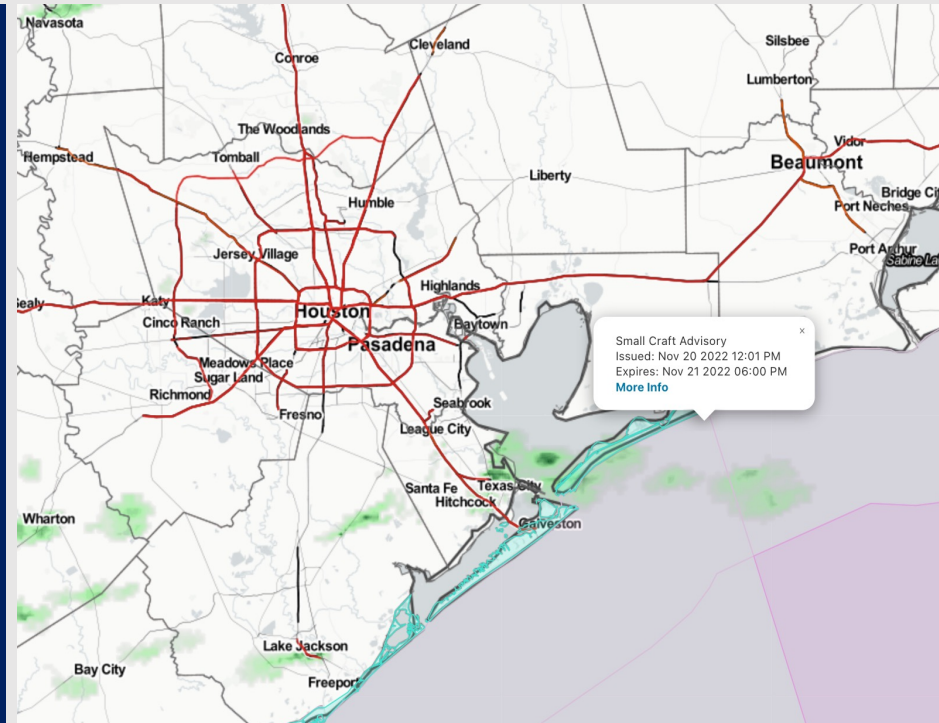 Navasota
Cleveland
Silsbee
Conroe
Lumberton
The Woodlands
Vidor
Hempstead
Tomball
Beaumont
Liberty
Bridge Cit
Humble
Port Neches
Jersey Village
Port Arthur
Sabine La
Highlands
Sealy
Katy
Houston
Cinco Ranch
Baytown
Pasadena
×
Small Craft Advisory
Issued: Nov 20 2022 12:01 PM
Expires: Nov 21 2022 06:00 PM
More Info
Meadows Place
Sugar Land
Richmond
Seabrook
Fresno
League City
Santa Fe
Texas City
Hitchcock
Wharton
Galveston
Lake Jackson
Bay City
Freeport